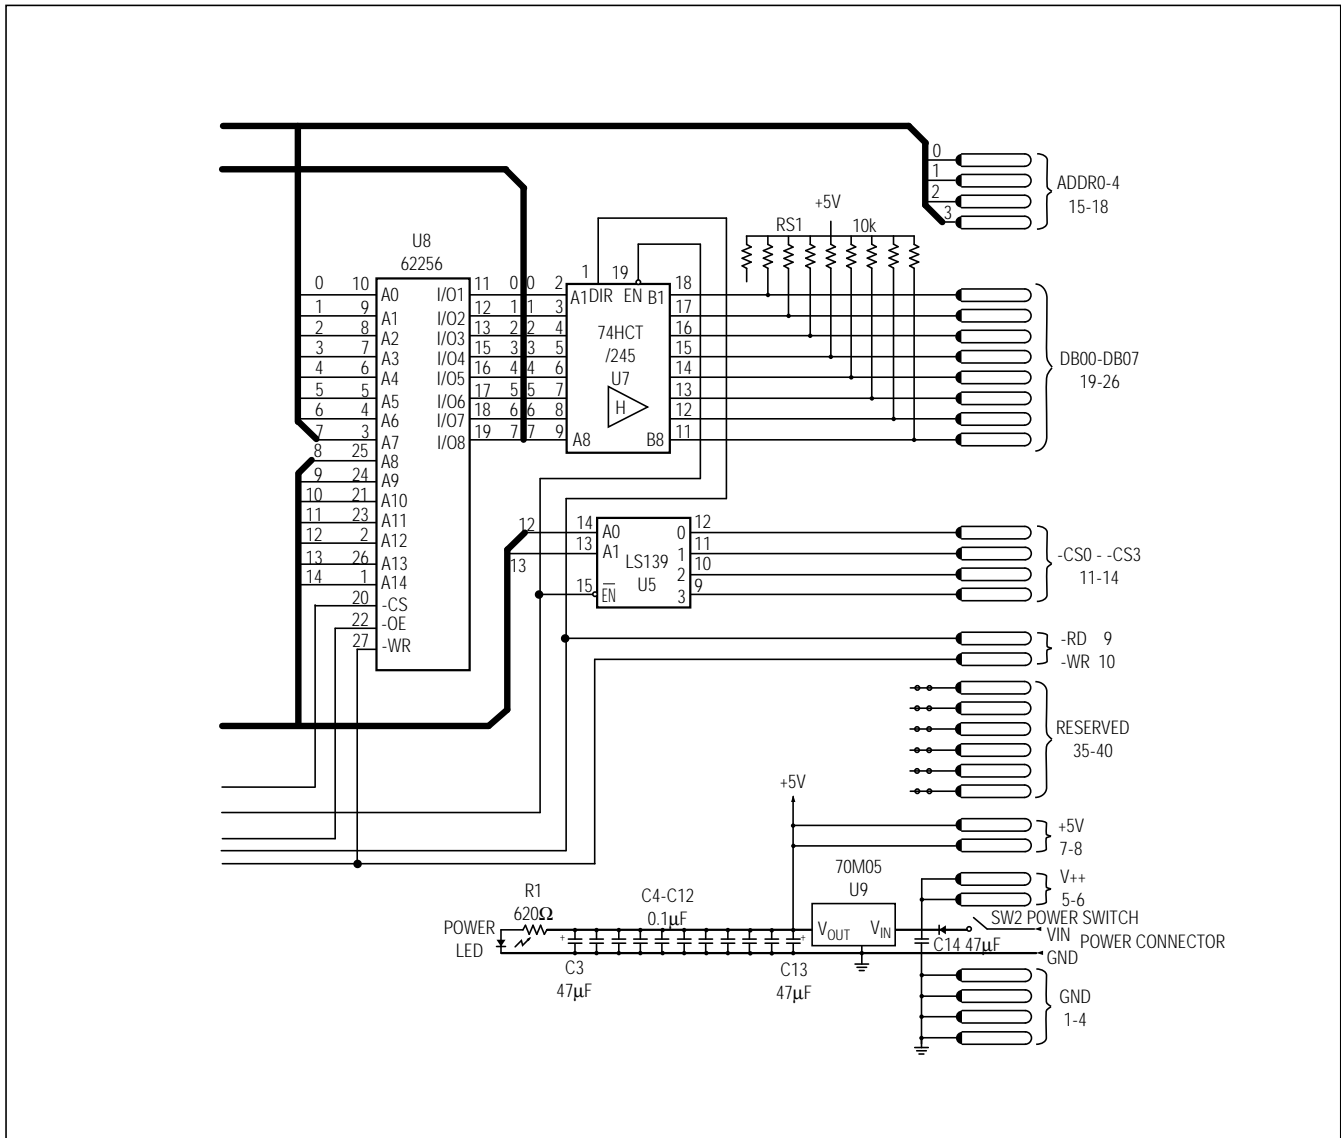 0
1
2
3
ADDR0-4
15-18
+5V
RS1 10k
U8
62256
1 19
0 10 A0 I/O1 11 0 0 2 A1 DIR EN B1 18
1 9 A1 I/O2 12 1 1 3 17
2 8 A2 I/O3 13 2 2 4 74HCT 16
3 7 A3 I/O4 15 3 3 5 /245 15
4 6 A4 I/O5 16 4 4 6 U7 14
5 5 A5 I/O6 17 5 5 7 H 13
6 4 A6 I/O7 18 6 6 8 12
7 3 A7 I/O8 19 7 7 9 A8 B8 11
DB00-DB07
19-26
8 25 A8
9 24 A9
10 21 A10
11 23 A11
12 2 A12
13 26 A13
14 1 A14
20 -CS
22 -OE
27 -WR
12 14 A0 0 12
13 13 A1 1 11
LS139 2 10
15 EN U5 3 9
-CS0 - -CS3
11-14
-RD 9
-WR 10
RESERVED
35-40
+5V
+5V
7-8
70M05
U9
V++
5-6
R1
620Ω
C4-C12
0.1µF
POWER
LED
VOUT VIN
SW2 POWER SWITCH
VIN
POWER CONNECTOR
C14 47µF
GND
C3
47µF
C13
47µF
+ +
GND
1-4